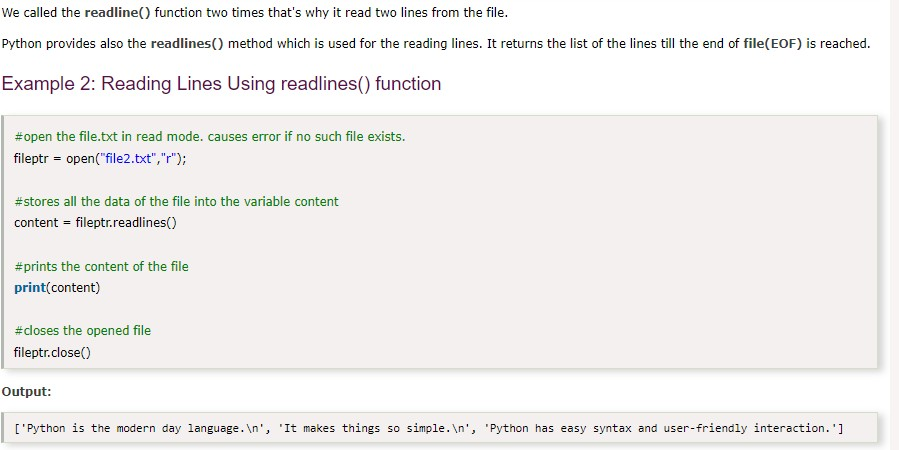 We called the readline() function two times that's why it read two lines from the file.
Python provides also the readlines() method which is used for the reading lines. It returns the list of the lines till the end of file(EOF) is reached.
Example 2: Reading Lines Using readlines() function
#open the file.txt in read mode. causes error if no such file exists.
fileptr = open("file2.txt","r");
#stores all the data of the file into the variable content
content = fileptr.readlines()
#prints the content of the file
print(content)
#closes the opened file
fileptr.close()
Output:
['Python is the modern day language.\n', 'It makes things so simple.\n', 'Python has easy syntax and user-friendly interaction.']